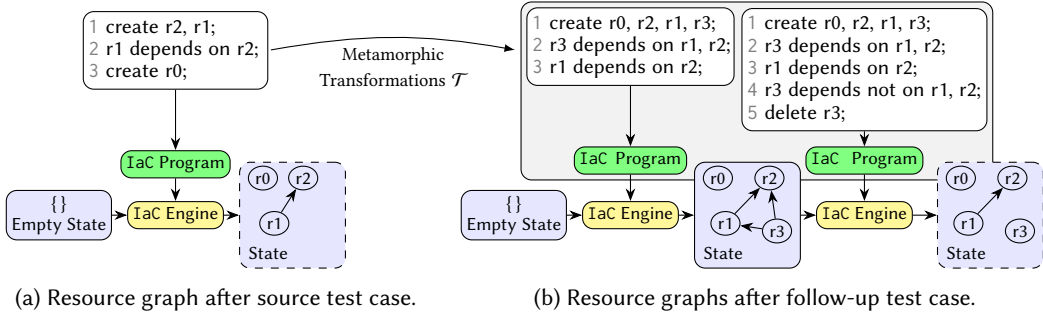 1 create r2, r1;
2 r1 depends on r2;
3 create r0;
Metamorphic
Transformations 𝒯
1 create r0, r2, r1, r3;
2 r3 depends on r1, r2;
3 r1 depends on r2;
1 create r0, r2, r1, r3;
2 r3 depends on r1, r2;
3 r1 depends on r2;
4 r3 depends not on r1, r2;
5 delete r3;
IaC Program
IaC Program
IaC Program
{}
Empty State
IaC Engine
r0
r2
r1
State
{}
Empty State
IaC Engine
r0
r2
r1
r3
State
IaC Engine
r0
r2
r1
r3
State
(a) Resource graph after source test case.
(b) Resource graphs after follow-up test case.